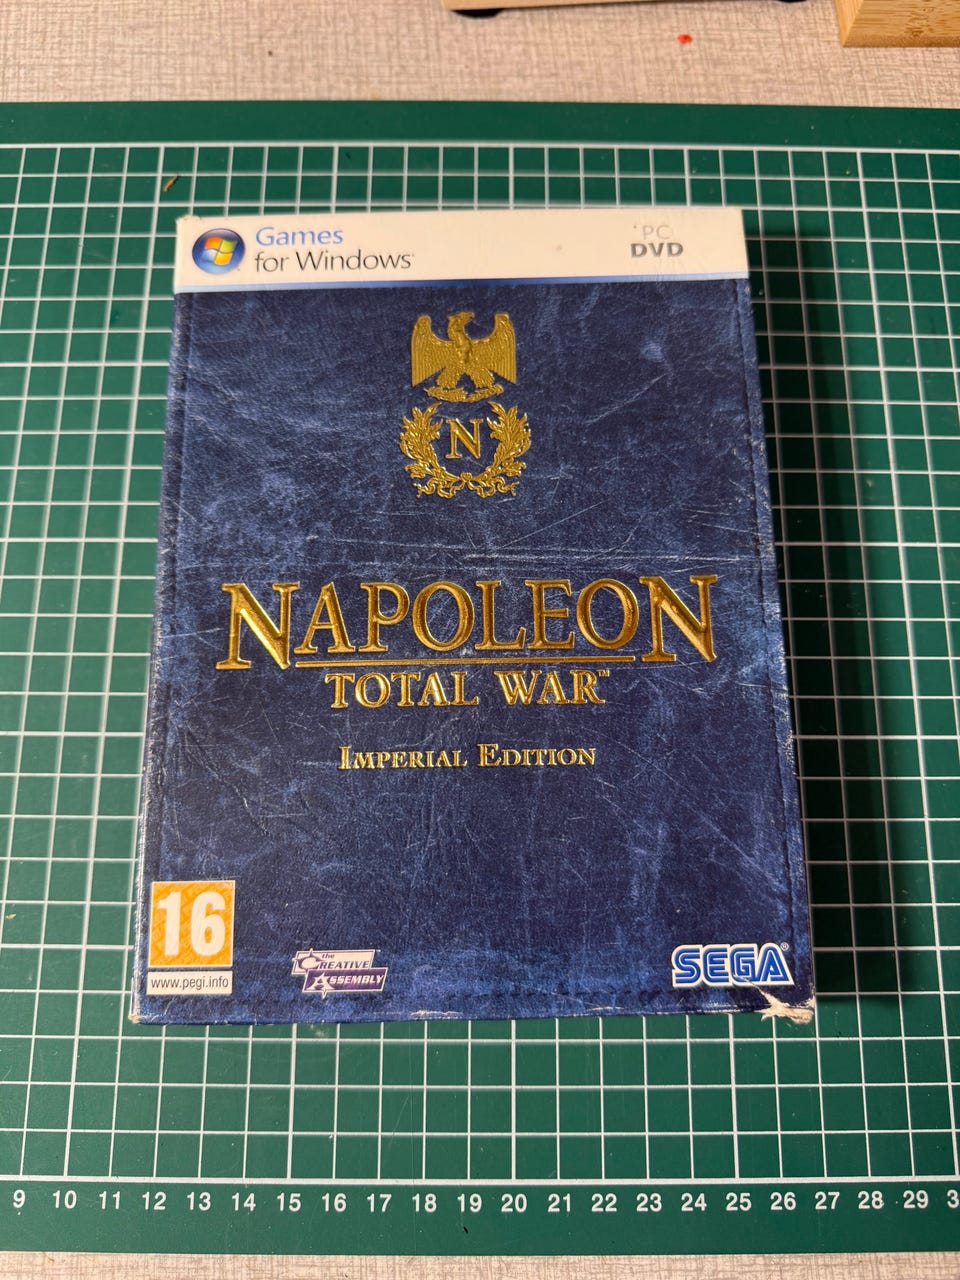 Games
for Windows
PC
DVD
N
NAPOLEON
TOTAL WAR™
IMPERIAL EDITION
16
www.pegi.info
the
CREATIVE
ASSEMBLY
SEGA®
9 10 11 12 13 14 15 16 17 18 19 20 21 22 23 24 25 26 27 28 29 3